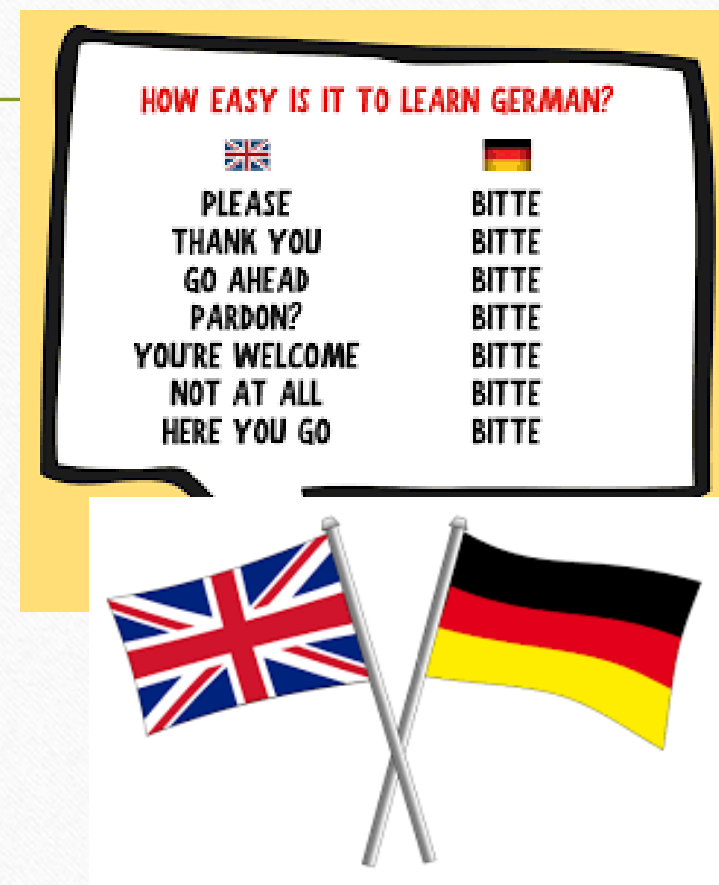 HOW EASY IS IT TO LEARN GERMAN?
PLEASE BITTE
THANK YOU BITTE
GO AHEAD BITTE
PARDON? BITTE
YOU'RE WELCOME BITTE
NOT AT ALL BITTE
HERE YOU GO BITTE